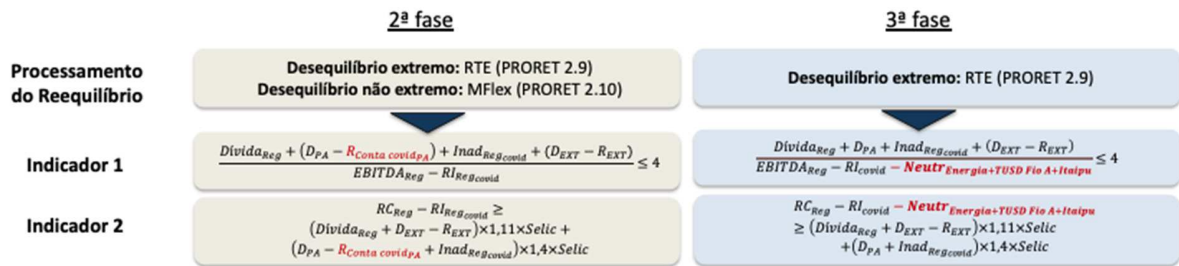 2ª fase
3ª fase
Processamento do Reequilíbrio
Desequilíbrio extremo: RTE (PRORET 2.9)
Desequilíbrio não extremo: MFlex (PRORET 2.10)
Desequilíbrio extremo: RTE (PRORET 2.9)
Indicador 1
Dívida_Reg + (D_PA − R_Conta covid_PA) + Inad_Reg_covid + (D_EXT − R_EXT)
EBITDA_Reg − RI_Reg_covid
≤ 4
Dívida_Reg + D_PA + Inad_Reg_covid + (D_EXT − R_EXT)
EBITDA_Reg − RI_covid − Neutr_Energia+TUSD Fio A+Itaipu
≤ 4
Indicador 2
RC_Reg − RI_Reg_covid ≥
(Dívida_Reg + D_EXT − R_EXT)×1,11×Selic +
(D_PA − R_Conta covid_PA + Inad_Reg_covid)×1,4×Selic
RC_Reg − RI_covid − Neutr_Energia+TUSD Fio A+Itaipu
≥ (Dívida_Reg + D_EXT − R_EXT)×1,11×Selic
+(D_PA + Inad_Reg_covid)×1,4×Selic